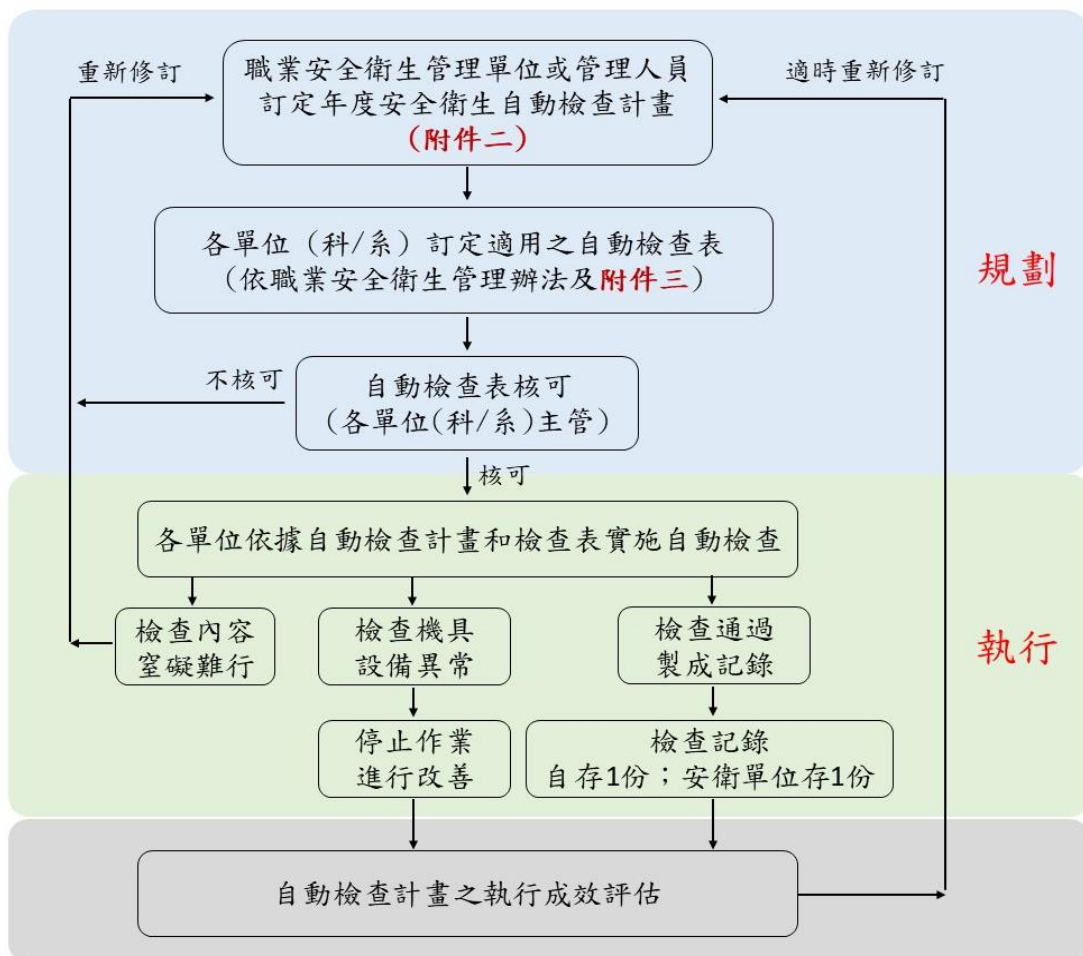 重新修訂
職業安全衛生管理單位或管理人員
訂定年度安全衛生自動檢查計畫
(附件二)
適時重新修訂
各單位（科/系）訂定適用之自動檢查表
(依職業安全衛生管理辦法及附件三)
規劃
不核可
自動檢查表核可
(各單位(科/系)主管)
核可
各單位依據自動檢查計畫和檢查表實施自動檢查
檢查內容
窒礙難行
檢查機具
設備異常
檢查通過
製成記錄
執行
停止作業
進行改善
檢查記錄
自存1份；安衛單位存1份
自動檢查計畫之執行成效評估